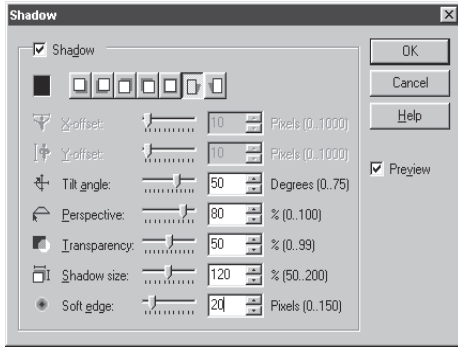 Shadow
Shadow
OK
Cancel
Help
Preview
X-offset: 10 Pixels (0..1000)
Y-offset: 10 Pixels (0..1000)
Tilt angle: 50 Degrees (0..75)
Perspective: 80 % (0..100)
Transparency: 50 % (0..99)
Shadow size: 120 % (50..200)
Soft edge: 20 Pixels (0..150)